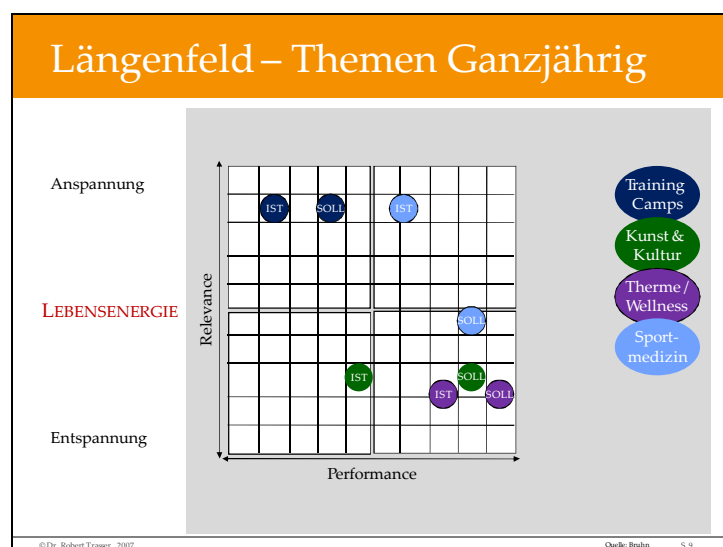 Längenfeld – Themen Ganzjährig
Anspannung
LEBENSENERGIE
Entspannung
Relevance
IST
SOLL
IST
SOLL
IST
SOLL
IST
SOLL
Performance
Training
Camps
Kunst &
Kultur
Therme /
Wellness
Sport-
medizin
© Dr. Robert Trasser, 2007
Quelle: Bruhn
S. 9